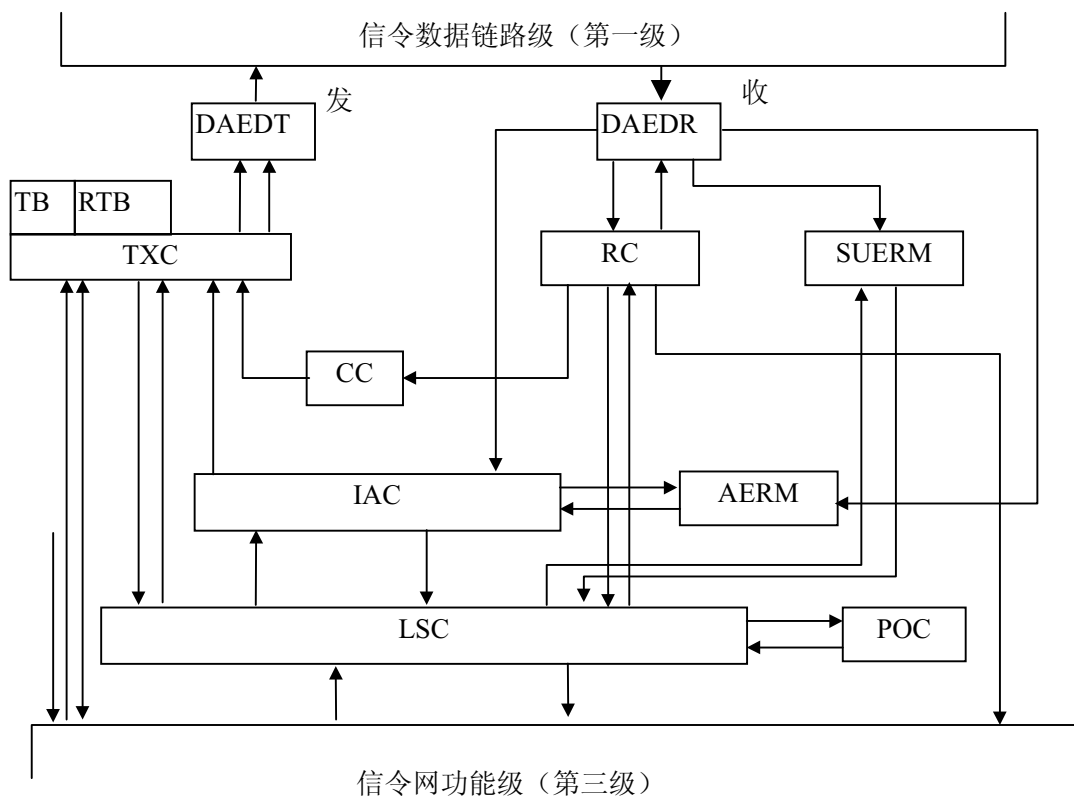 信令数据链路级（第一级）
发
收
DAEDT
DAEDR
TB
RTB
TXC
RC
SUERM
CC
IAC
AERM
LSC
POC
信令网功能级（第三级）